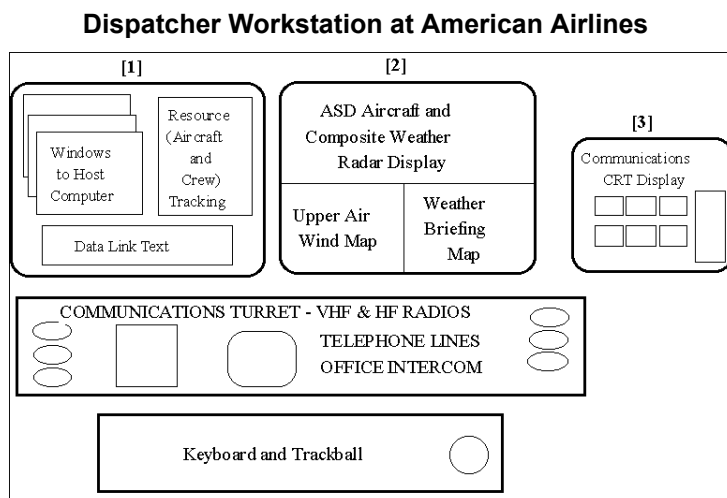 Dispatcher Workstation at American Airlines
[1]
Windows
to Host
Computer
Resource
(Aircraft
and
Crew)
Tracking
Data Link Text
[2]
ASD Aircraft and
Composite Weather
Radar Display
Upper Air
Wind Map
Weather
Briefing
Map
[3]
Communications
CRT Display
COMMUNICATIONS TURRET - VHF & HF RADIOS
TELEPHONE LINES
OFFICE INTERCOM
Keyboard and Trackball